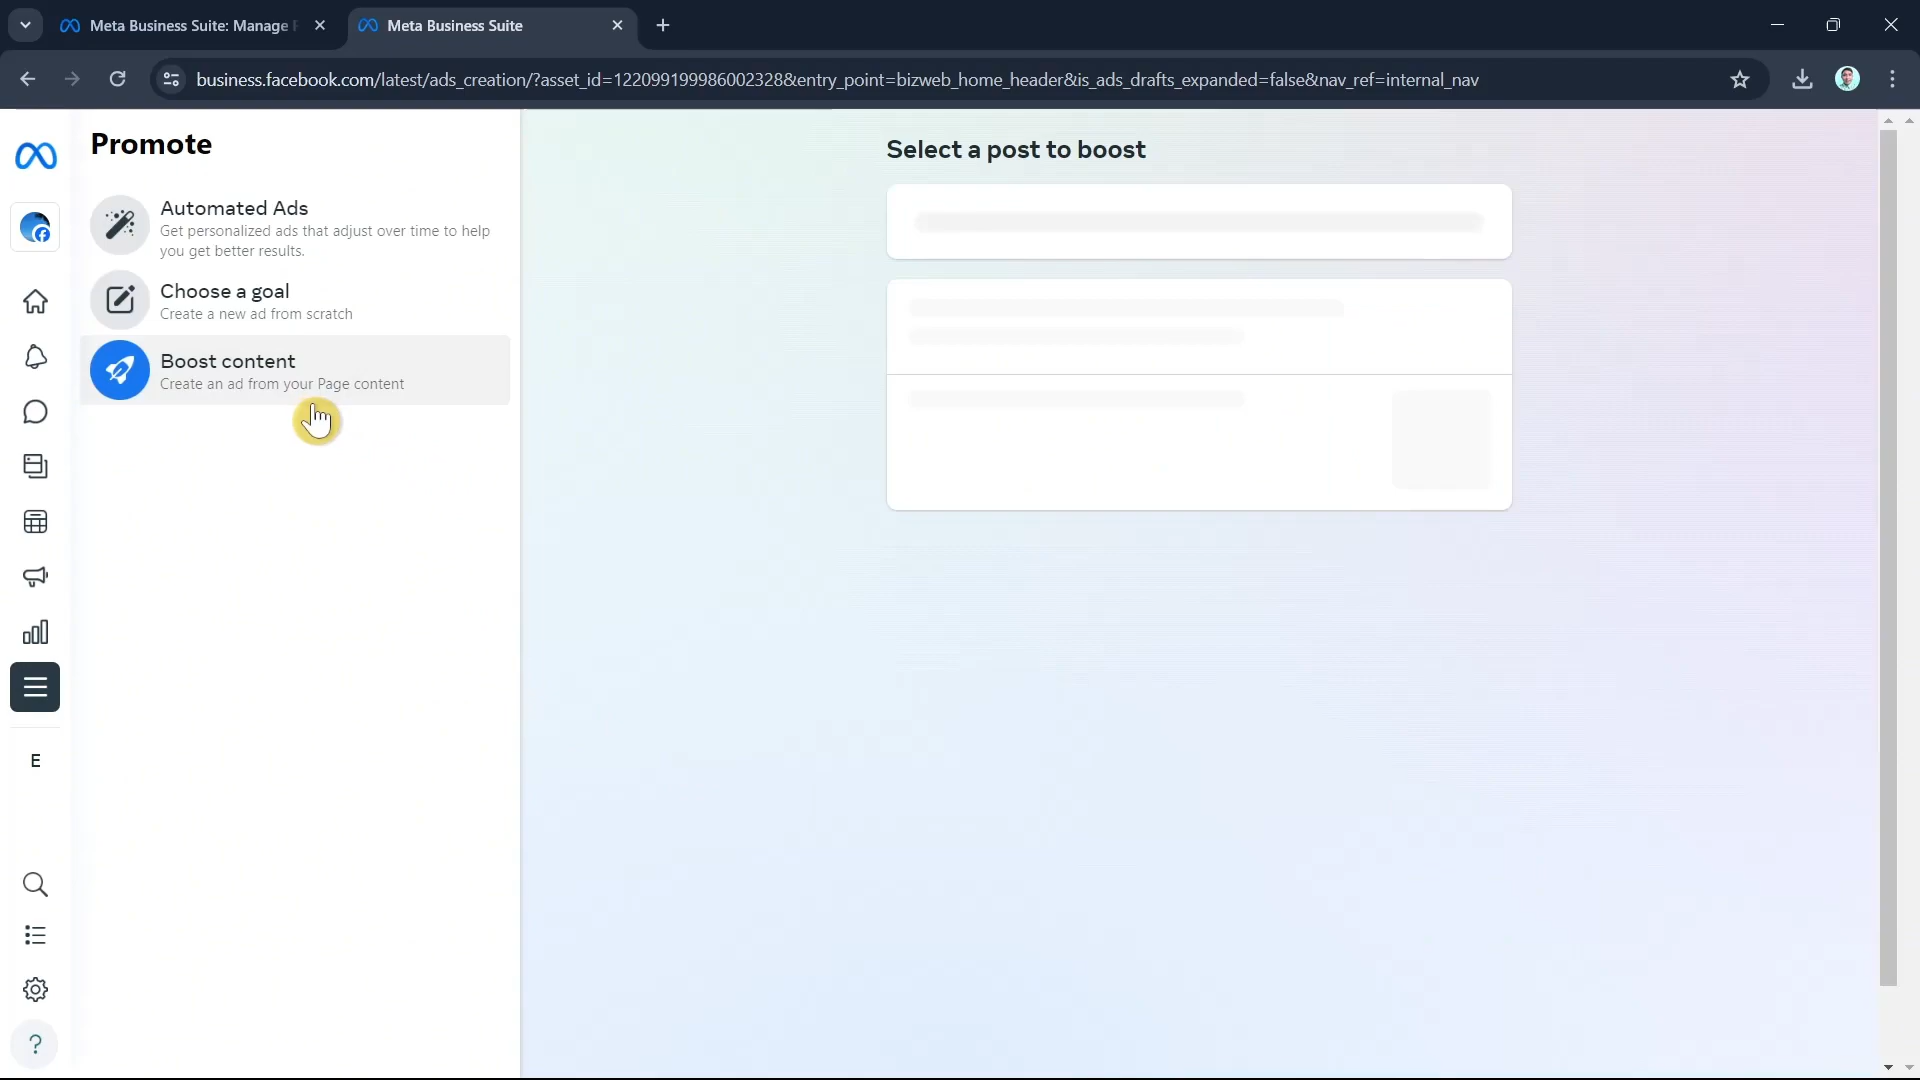 Meta Business Suite: Manage
Meta Business Suite
business.facebook.com/latest/ads_creation/?asset_id=122099199986002328&entry_point=bizweb_home_header&is_ads_drafts_expanded=false&nav_ref=internal_nav
Promote
Automated Ads
Get personalized ads that adjust over time to help
you get better results.
Choose a goal
Create a new ad from scratch
Boost content
Create an ad from your Page content
E
?
Select a post to boost